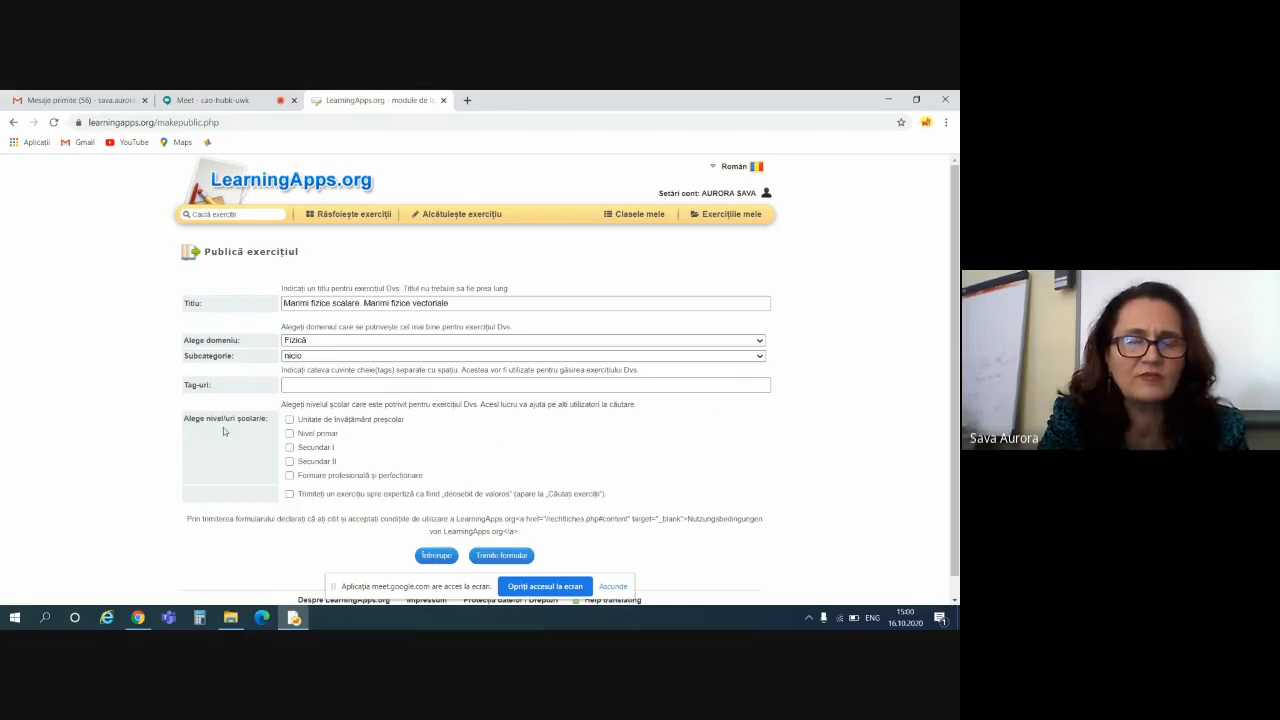 Mesaje primite (56) - sava.aurora
Meet - cao-hubk-uwk
LearningApps.org - module de în
learningapps.org/makepublic.php
Aplicații
Gmail
YouTube
Maps
Român
LearningApps.org
Setări cont: AURORA SAVA
Caută exerciții
Răsfoiește exerciții
Alcătuiește exercițiu
Clasele mele
Exercițiile mele
Publică exercițiul
Indicați un titlu pentru exercițiul Dvs. Titlul nu trebuie sa fie prea lung
Titlu:
Marimi fizice scalare. Marimi fizice vectoriale
Alegeți domeniul care se potrivește cel mai bine pentru exercițiul Dvs.
Alege domeniu:
Fizică
Subcategorie:
nicio
Indicați cateva cuvinte cheie(tags) separate cu spațiu. Acestea vor fi utilizate pentru găsirea exercițiului Dvs.
Tag-uri:
Alegeți nivelul școlar care este potrivit pentru exercițiul Dvs. Acest lucru va ajuta pe alti utilizatori la căutare.
Alege nivel/uri școlar/e:
Unitate de învățământ preșcolar
Nivel primar
Secundar I
Secundar II
Formare profesională și perfecționare
Trimiteți un exercițiu spre expertiză ca fiind „deosebit de valoros" (apare la „Căutați exerciții").
Prin trimiterea formularului declarați că ați citit și acceptați condițiile de utilizare a LearningApps.org<a href="/rechtliches.php#content" target="_blank">Nutzungsbedingungen
von LearningApps.org</a>.
Întrerupe
Trimite formular
Aplicația meet.google.com are acces la ecran.
Opriți accesul la ecran
Ascunde
Despre LearningApps.org
Impressum
Protecția datelor / Drepturi
Help translating
ENG
15:00
16.10.2020
1
Sava Aurora